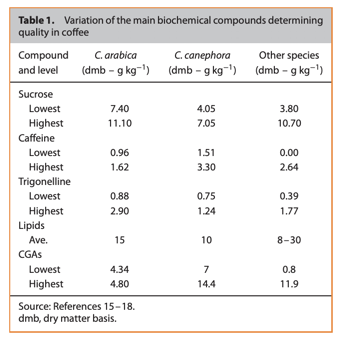 Table 1. Variation of the main biochemical compounds determining
quality in coffee
Compound C. arabica C. canephora Other species
and level (dmb – g kg−1) (dmb – g kg−1) (dmb – g kg−1)
Sucrose
Lowest 7.40 4.05 3.80
Highest 11.10 7.05 10.70
Caffeine
Lowest 0.96 1.51 0.00
Highest 1.62 3.30 2.64
Trigonelline
Lowest 0.88 0.75 0.39
Highest 2.90 1.24 1.77
Lipids
Ave. 15 10 8–30
CGAs
Lowest 4.34 7 0.8
Highest 4.80 14.4 11.9
Source: References 15–18.
dmb, dry matter basis.